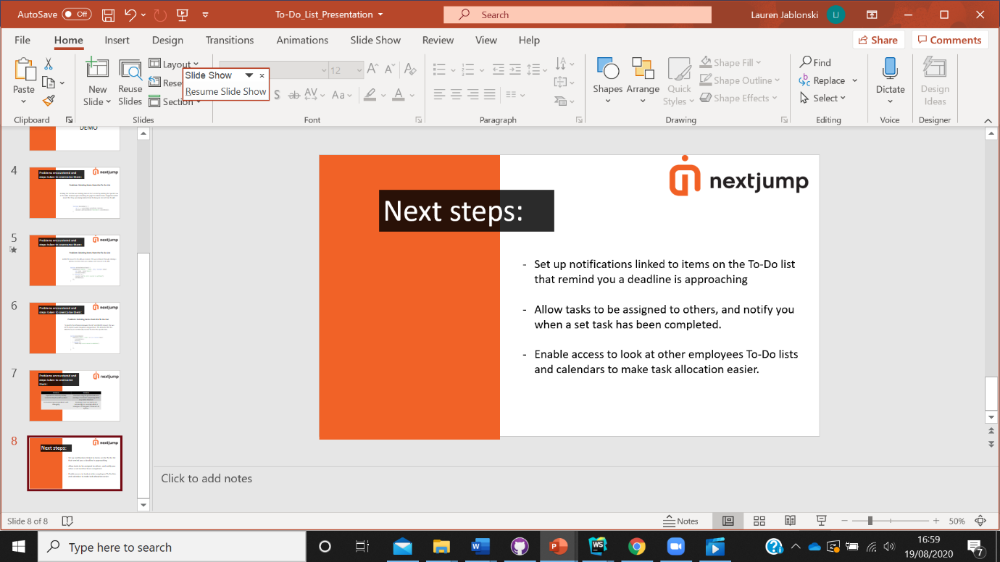 AutoSave Off
To-Do_List_Presentation
Search
Lauren Jablonski
LJ
File Home Insert Design Transitions Animations Slide Show Review View Help
Share Comments
Paste
New
Slide
Reuse
Slides
Layout
Rese
Section
Slide Show
Resume Slide Show
12
A A A
S ab AV Aa A
Shapes Arrange Quick
Styles
Shape Fill
Shape Outline
Shape Effects
Find
Replace
Select
Dictate
Design
Ideas
Clipboard Slides Font Paragraph Drawing Editing Voice Designer
DEMO
4
Problems encountered and
steps taken to overcome them:
nextjump
5
Problems encountered and
steps taken to overcome them:
nextjump
6
Problems encountered and
steps taken to overcome them:
nextjump
7
Problems encountered and
steps taken to overcome
them:
nextjump
8
Next steps:
nextjump
nextjump
Next steps:
- Set up notifications linked to items on the To-Do list
that remind you a deadline is approaching
- Allow tasks to be assigned to others, and notify you
when a set task has been completed.
- Enable access to look at other employees To-Do lists
and calendars to make task allocation easier.
Click to add notes
Slide 8 of 8
Notes
50%
Type here to search
16:59
19/08/2020
7